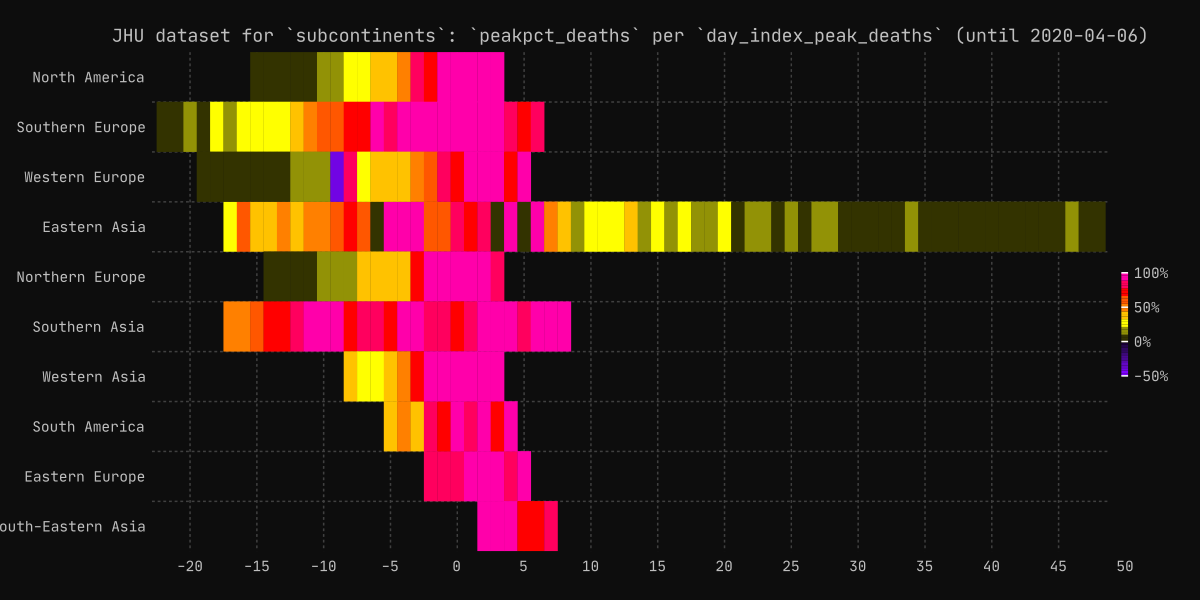 JHU dataset for `subcontinents`: `peakpct_deaths` per `day_index_peak_deaths` (until 2020-04-06)
North America
Southern Europe
Western Europe
Eastern Asia
Northern Europe
Southern Asia
Western Asia
South America
Eastern Europe
outh-Eastern Asia
100%
50%
0%
-50%
-20 -15 -10 -5 0 5 10 15 20 25 30 35 40 45 50